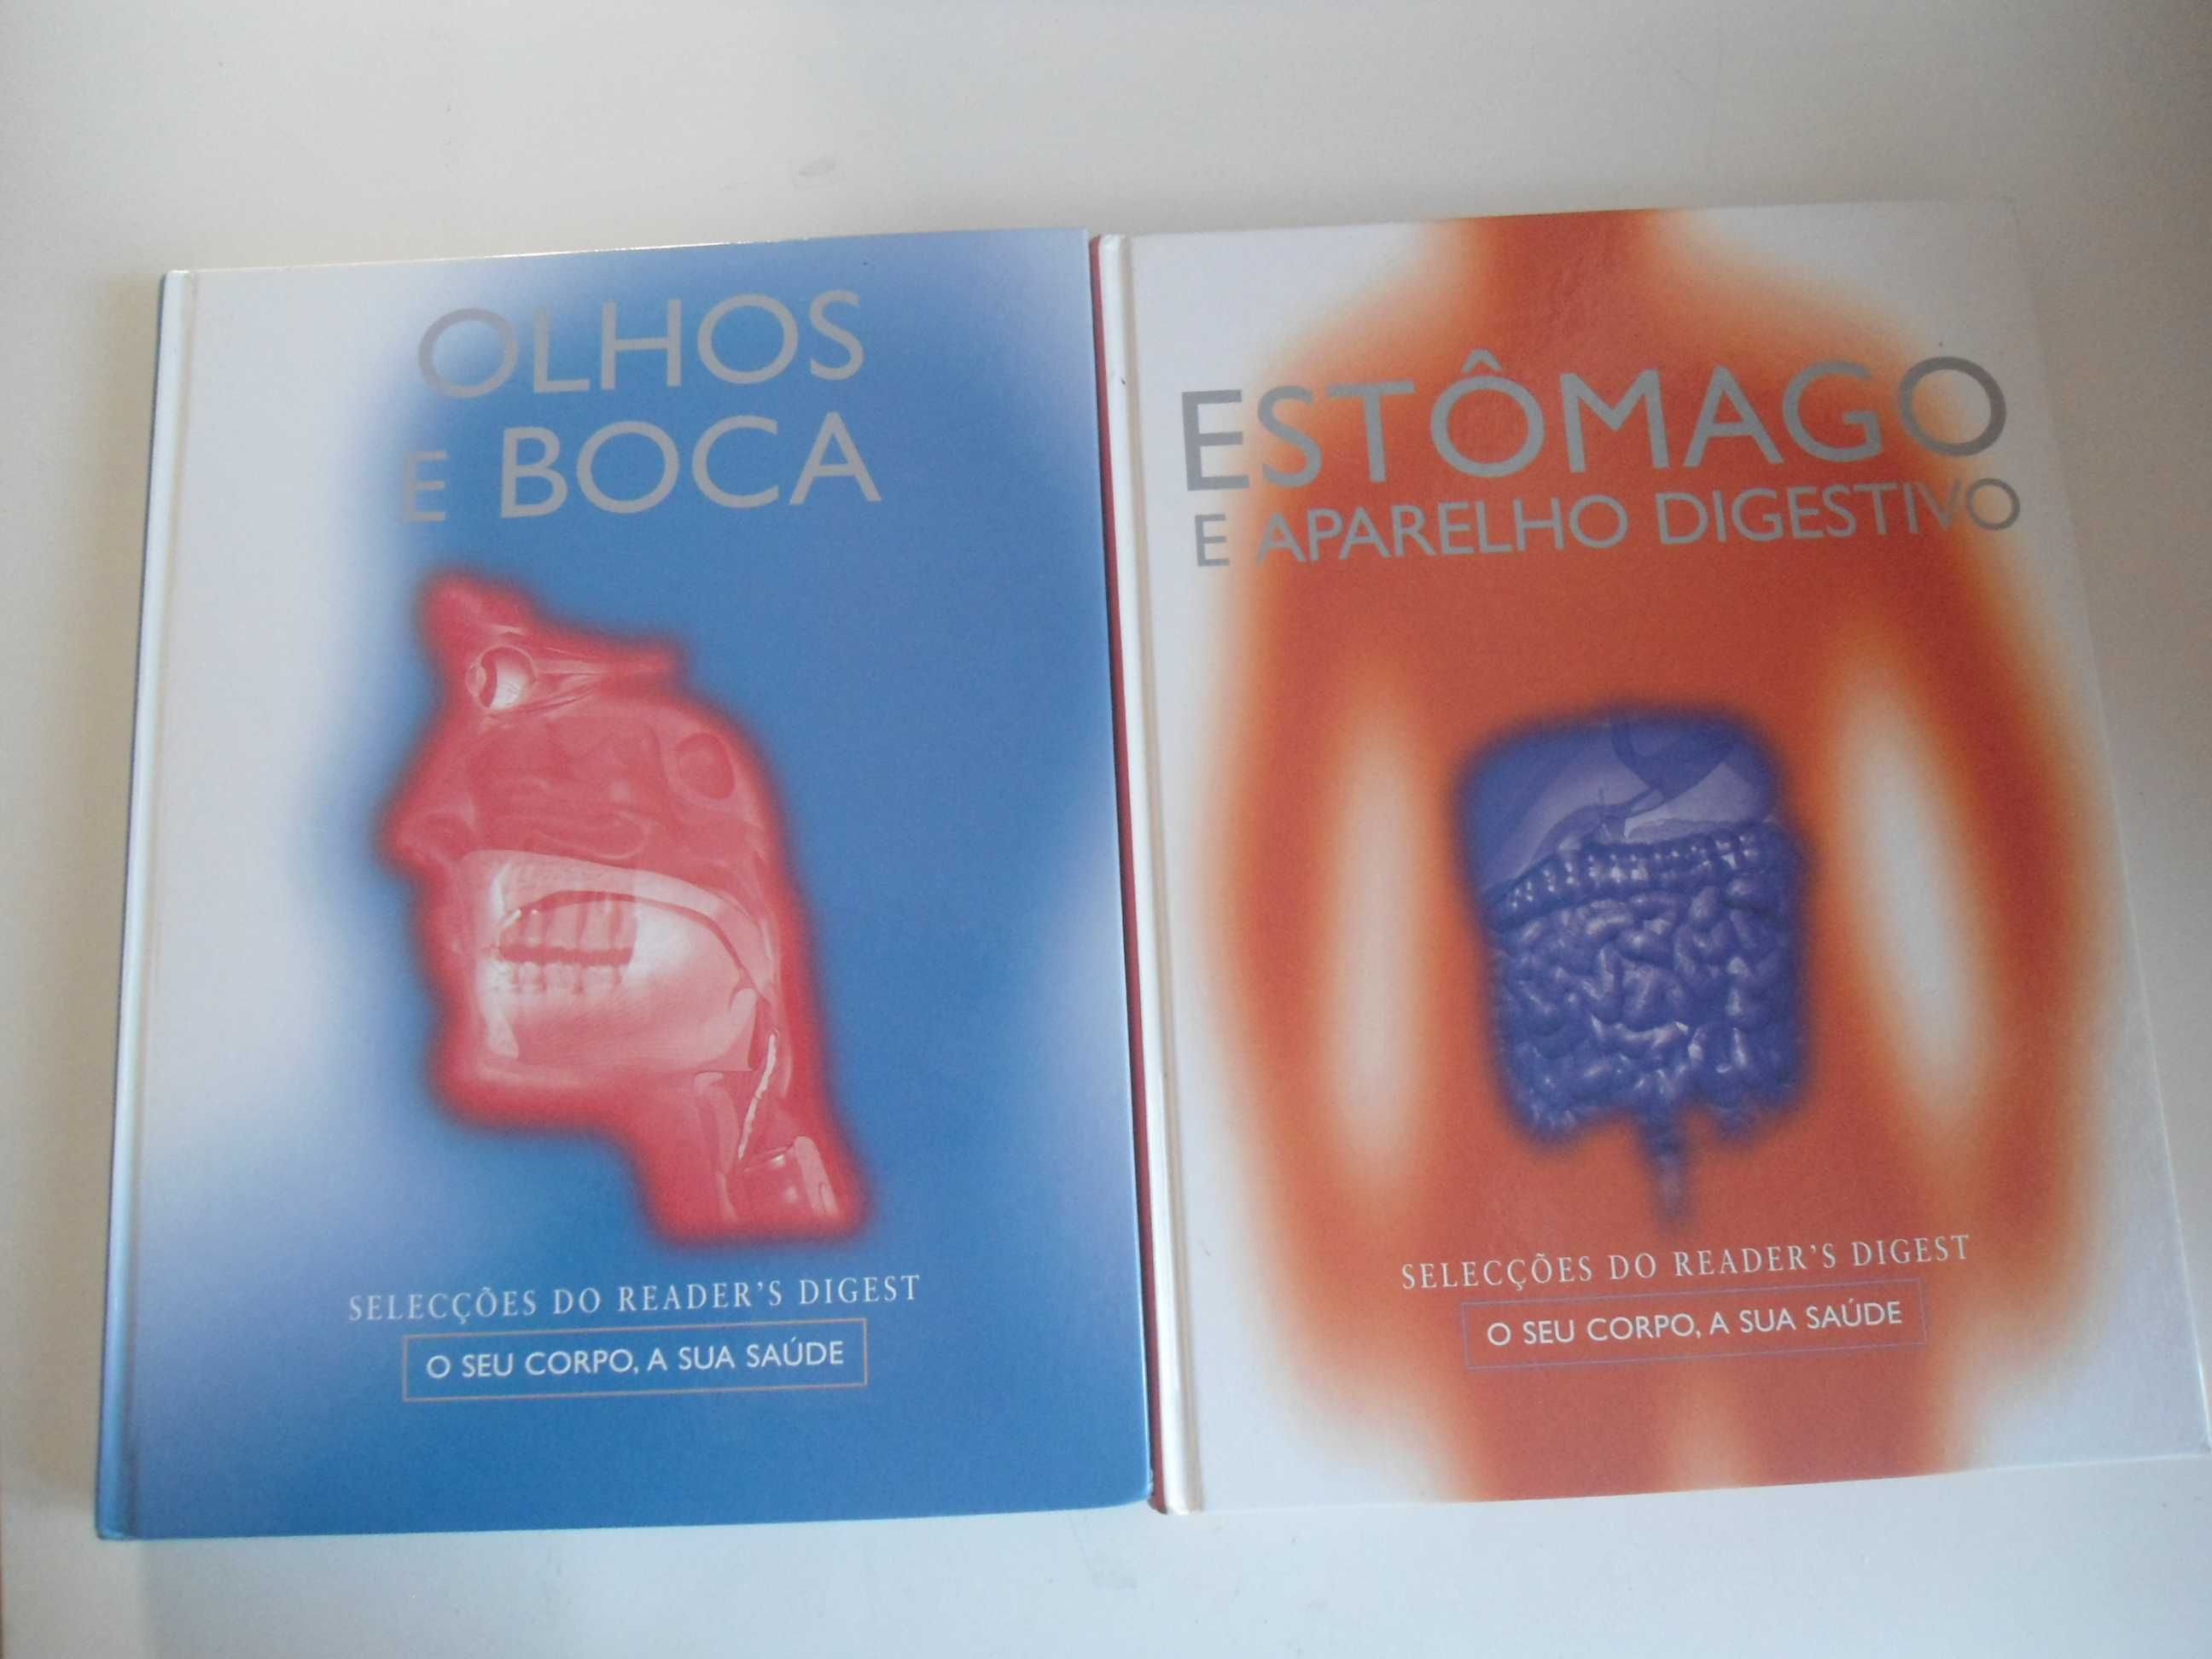 OLHOS
E BOCA
SELECÇÕES DO READER'S DIGEST
O SEU CORPO, A SUA SAÚDE
ESTÔMAGO
E APARELHO DIGESTIVO
SELECÇÕES DO READER'S DIGEST
O SEU CORPO, A SUA SAÚDE